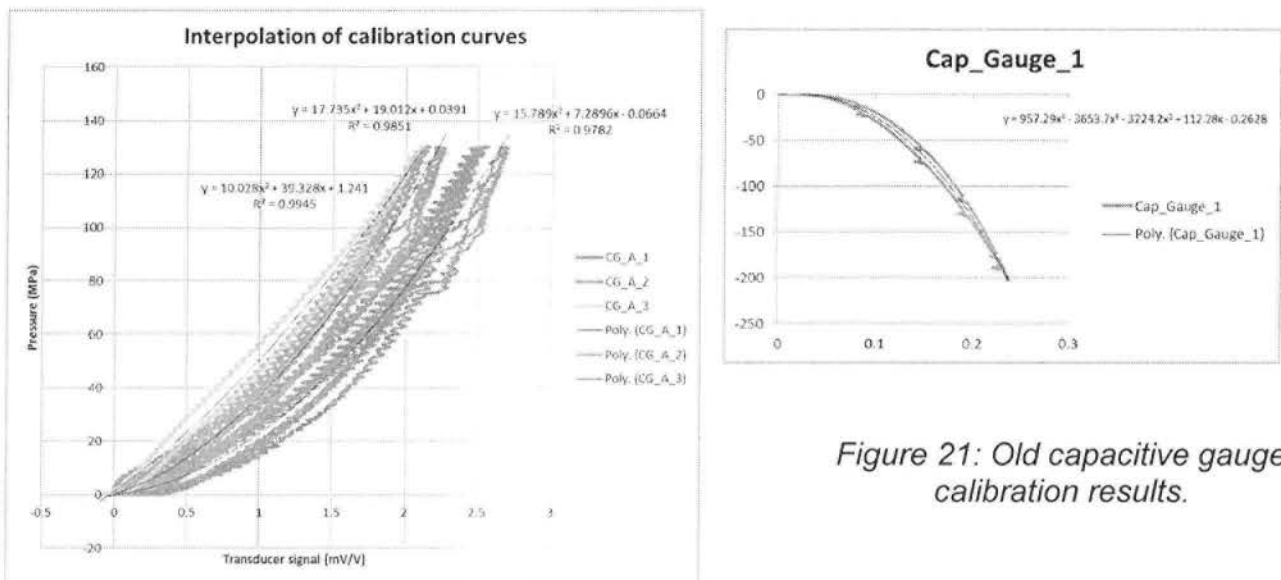 Interpolation of calibration curves
160
140
120
100
80
60
40
20
0
-20
-0.5
0
0.5
1
1.5
2
2.5
3
Pressure (MPa)
Transducer signal (mV/V)
y = 17.735x² + 19.012x + 0.0391
R² = 0.9851
y = 15.789x² + 7.2896x - 0.0664
R² = 0.9782
y = 10.028x² + 39.328x + 1.241
R² = 0.9945
CG_A_1
CG_A_2
CG_A_3
Poly. (CG_A_1)
Poly. (CG_A_2)
Poly. (CG_A_3)
Cap_Gauge_1
0
-50
-100
-150
-200
-250
0
0.1
0.2
0.3
Cap_Gauge_1
Poly. (Cap_Gauge_1)
Figure 21: Old capacitive gauge
calibration results.